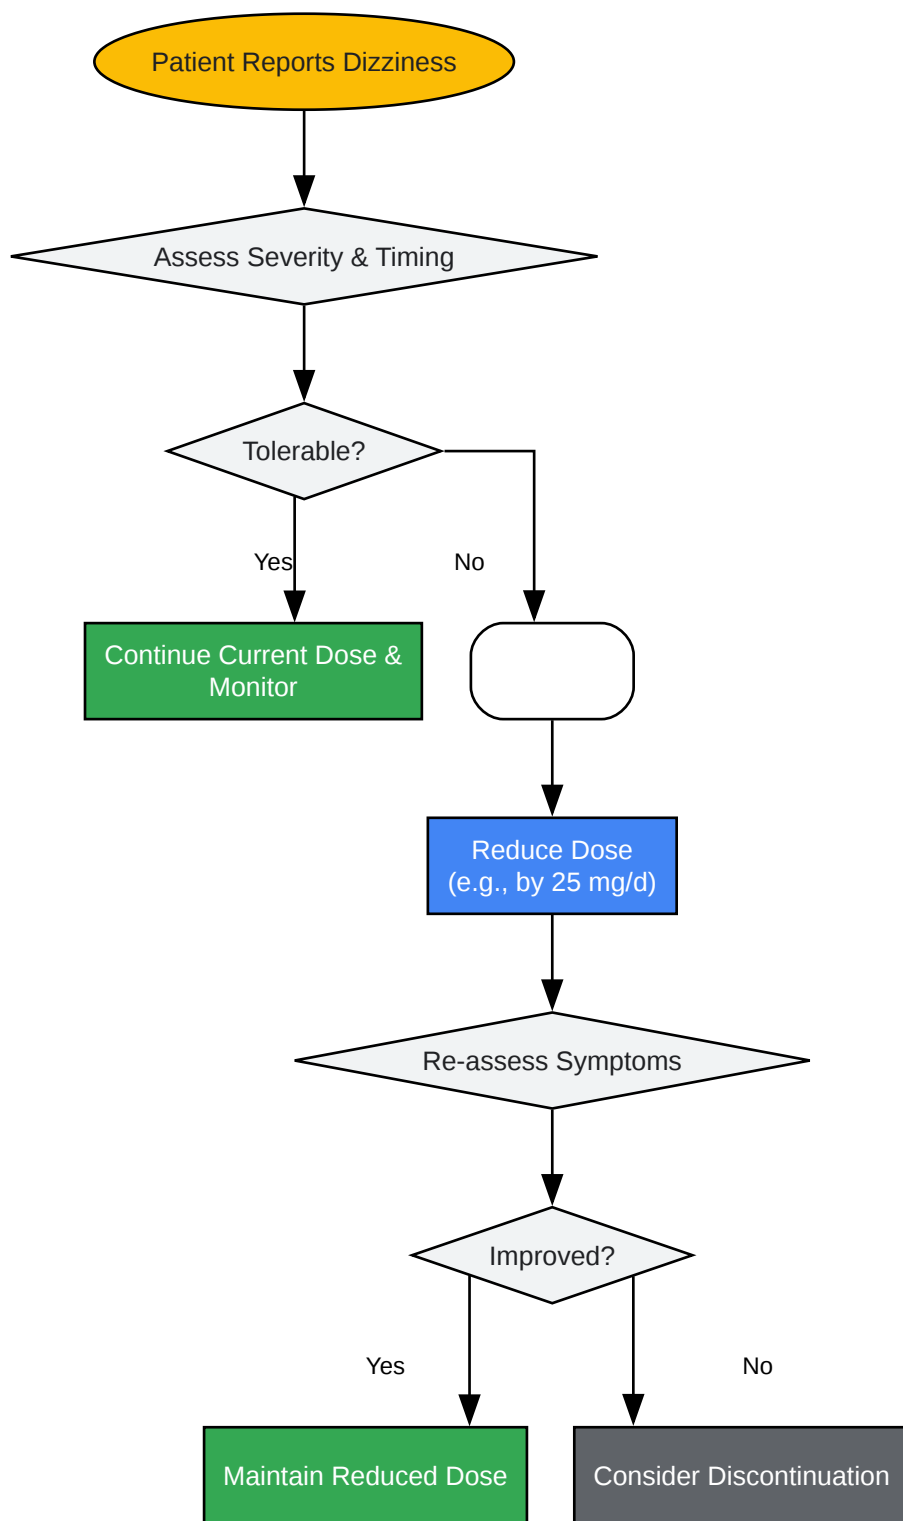 Patient Reports Dizziness
Assess Severity & Timing
Tolerable?
Yes
No
Continue Current Dose &
Monitor
Reduce Dose
(e.g., by 25 mg/d)
Re-assess Symptoms
Improved?
Yes
No
Maintain Reduced Dose
Consider Discontinuation